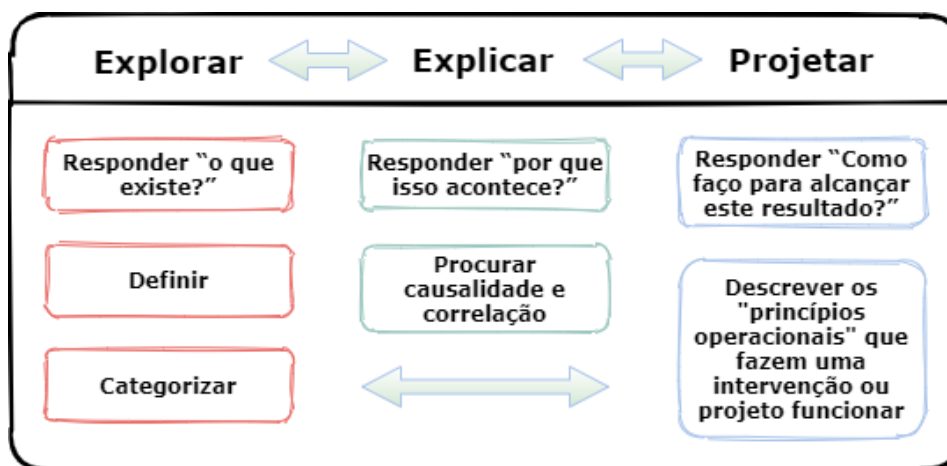 Explorar
Explicar
Projetar
Responder “o que
existe?”
Definir
Categorizar
Responder “por que
isso acontece?”
Procurar
causalidade e
correlação
Responder “Como
faço para alcançar
este resultado?”
Descrever os
"princípios
operacionais" que
fazem uma
intervenção ou
projeto funcionar